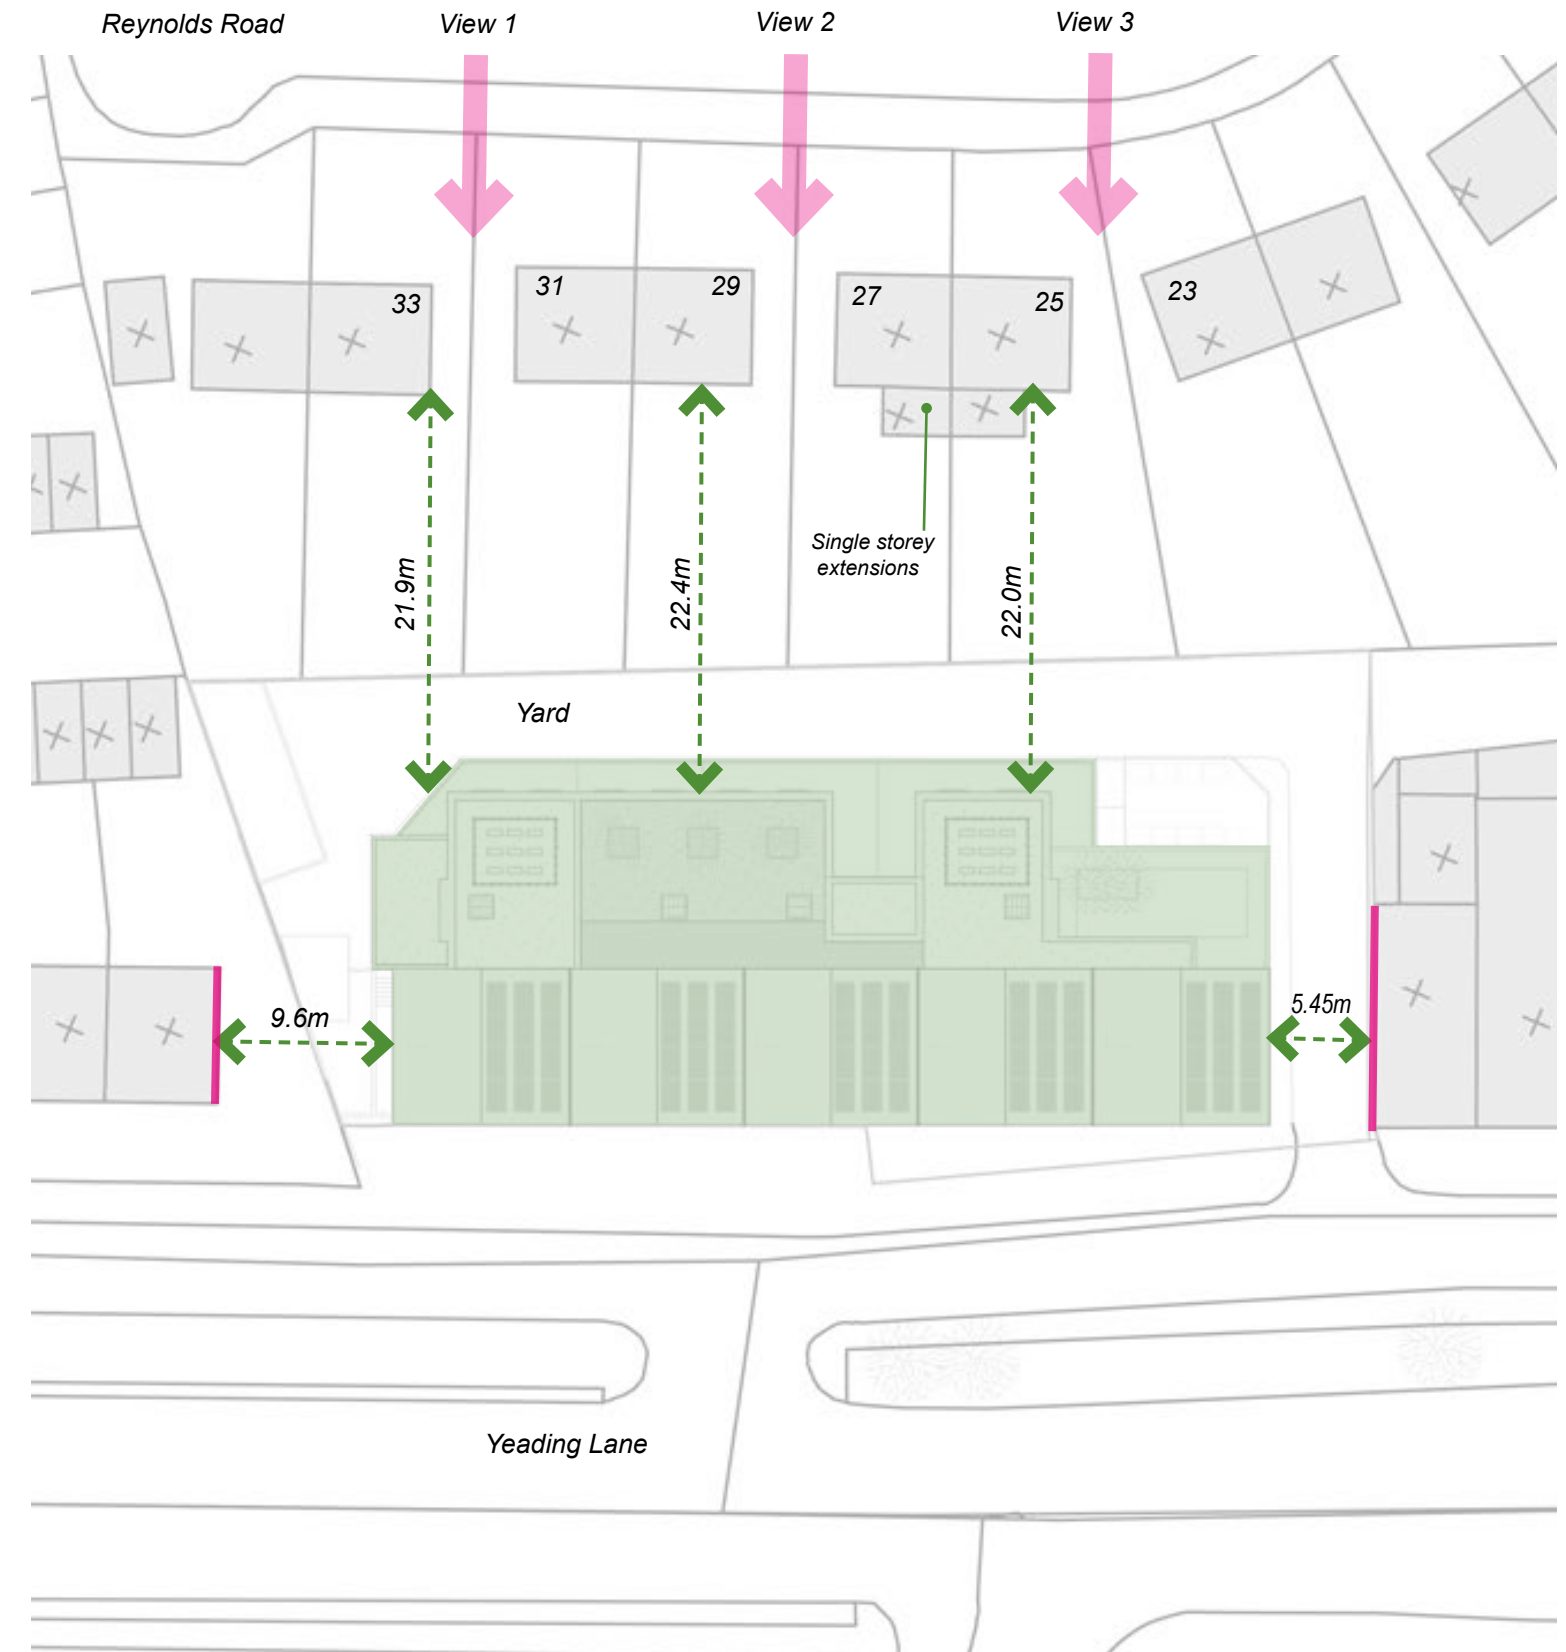 Reynolds Road
View 1
View 2
View 3
33
31
29
27
25
23
Single storey
extensions
21.9m
22.4m
22.0m
Yard
9.6m
5.45m
Yeading Lane